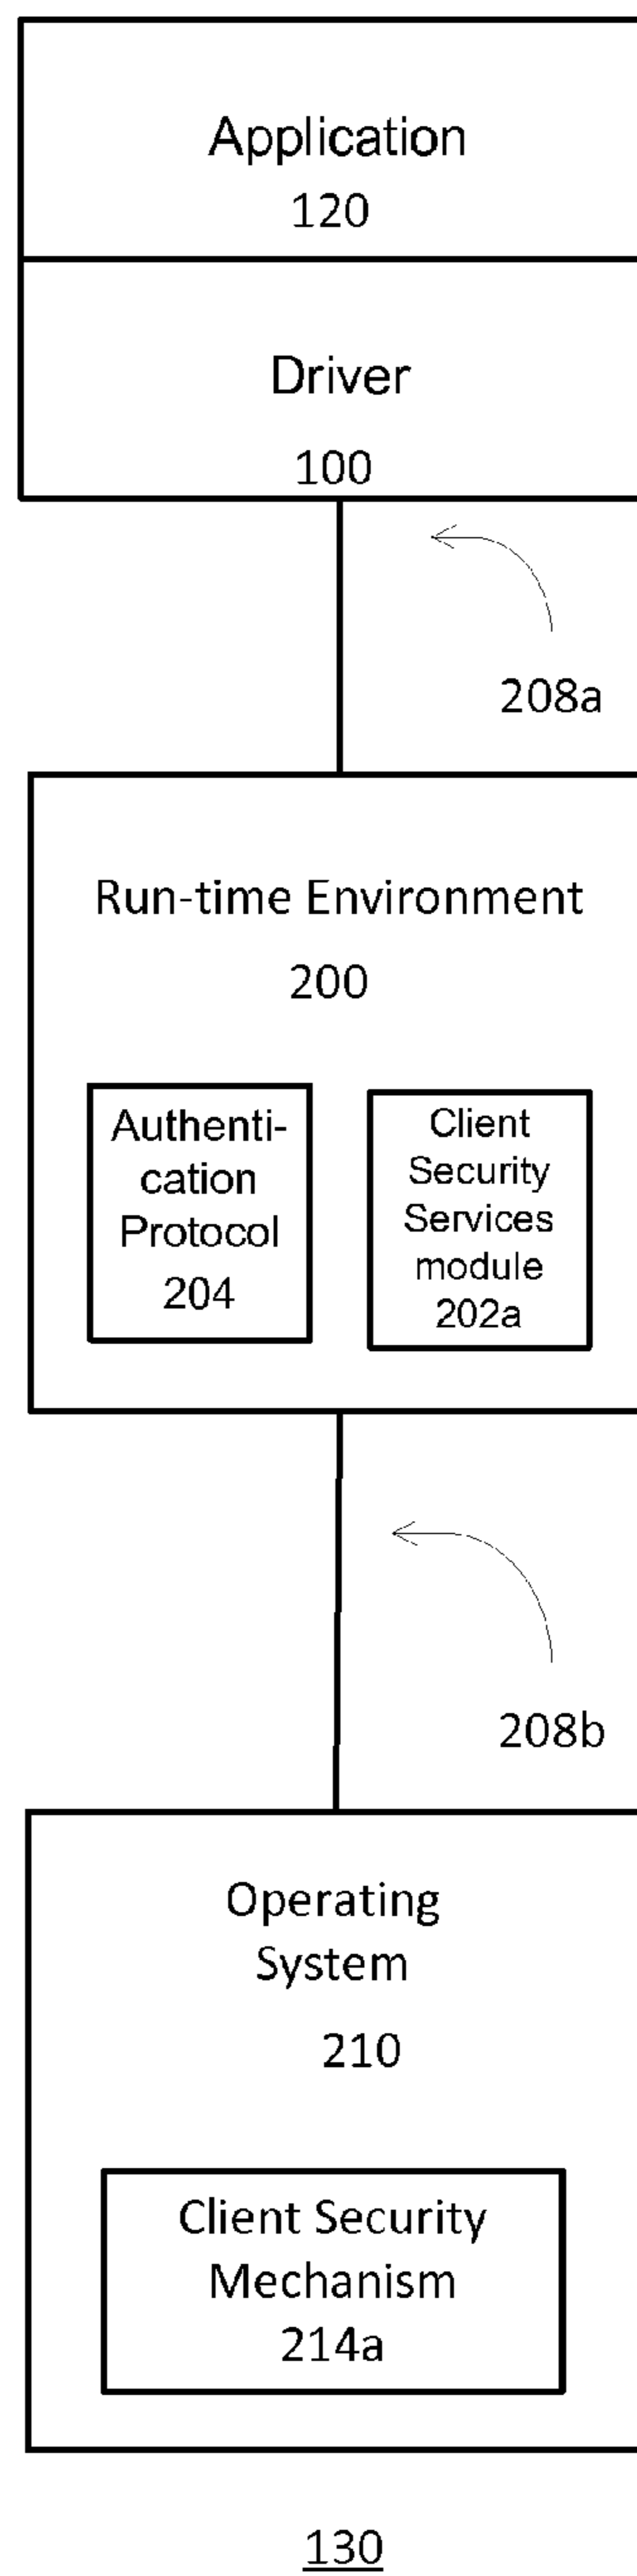 Application
120
Driver
100
208a
Run-time Environment
200
Authenti-
cation
Protocol
204
Client
Security
Services
module
202a
208b
Operating
System
210
Client Security
Mechanism
214a
130